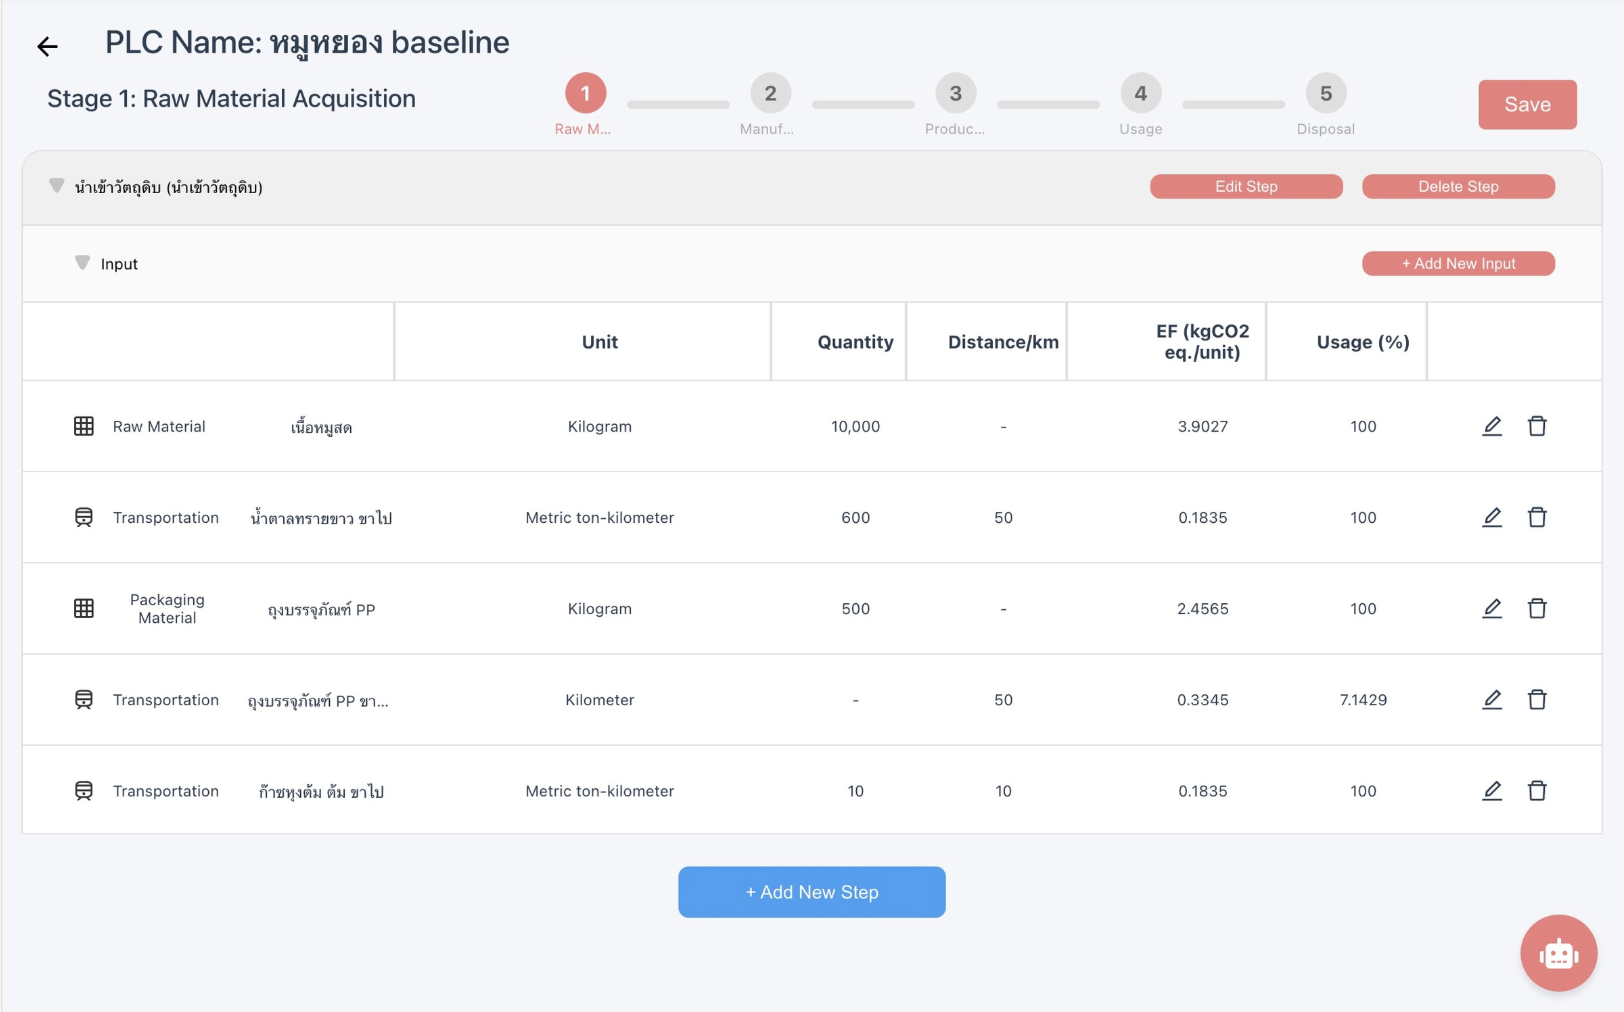 PLC Name: หมูหยอง baseline
Stage 1: Raw Material Acquisition
1
Raw M...
2
Manuf...
3
Produc...
4
Usage
5
Disposal
Save
นำเข้าวัตถุดิบ (นำเข้าวัตถุดิบ)
Edit Step
Delete Step
Input
+ Add New Input
Unit
Quantity
Distance/km
EF (kgCO2
eq./unit)
Usage (%)
Raw Material เนื้อหมูสด Kilogram 10,000 - 3.9027 100
Transportation น้ำตาลทรายขาว ขาไป Metric ton-kilometer 600 50 0.1835 100
Packaging
Material
ถุงบรรจุภัณฑ์ PP Kilogram 500 - 2.4565 100
Transportation ถุงบรรจุภัณฑ์ PP ขา... Kilometer - 50 0.3345 7.1429
Transportation ก๊าซหุงต้ม ต้ม ขาไป Metric ton-kilometer 10 10 0.1835 100
+ Add New Step